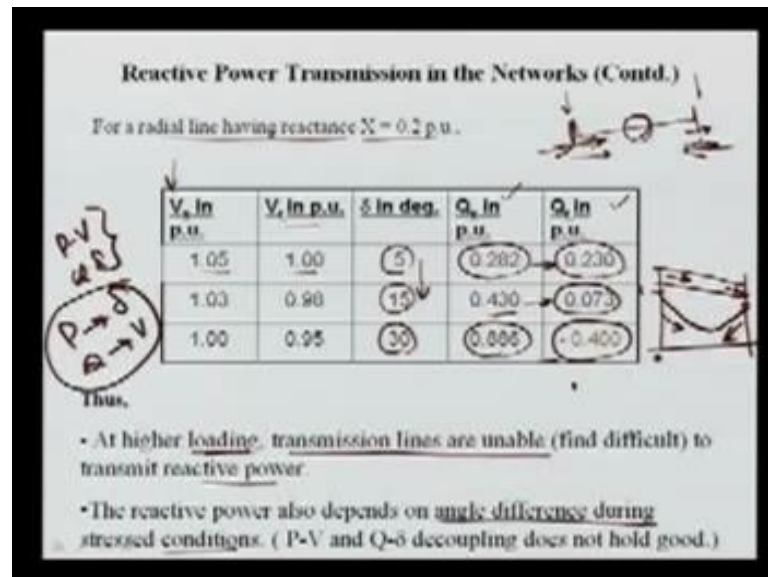 Reactive Power Transmission in the Networks (Contd.)
For a radial line having reactance X = 0.2 p.u.
Vs in p.u. Vr in p.u. δ in deg. Qs in p.u. Qr in p.u.
1.05 1.00 5 0.282 0.230
1.03 0.98 15 0.430 0.073
1.00 0.95 30 0.886 -0.400
P → δ
Q → V
Thus,
• At higher loading, transmission lines are unable (find difficult) to
transmit reactive power
•The reactive power also depends on angle difference during
stressed conditions. ( P-V and Q-δ decoupling does not hold good.)